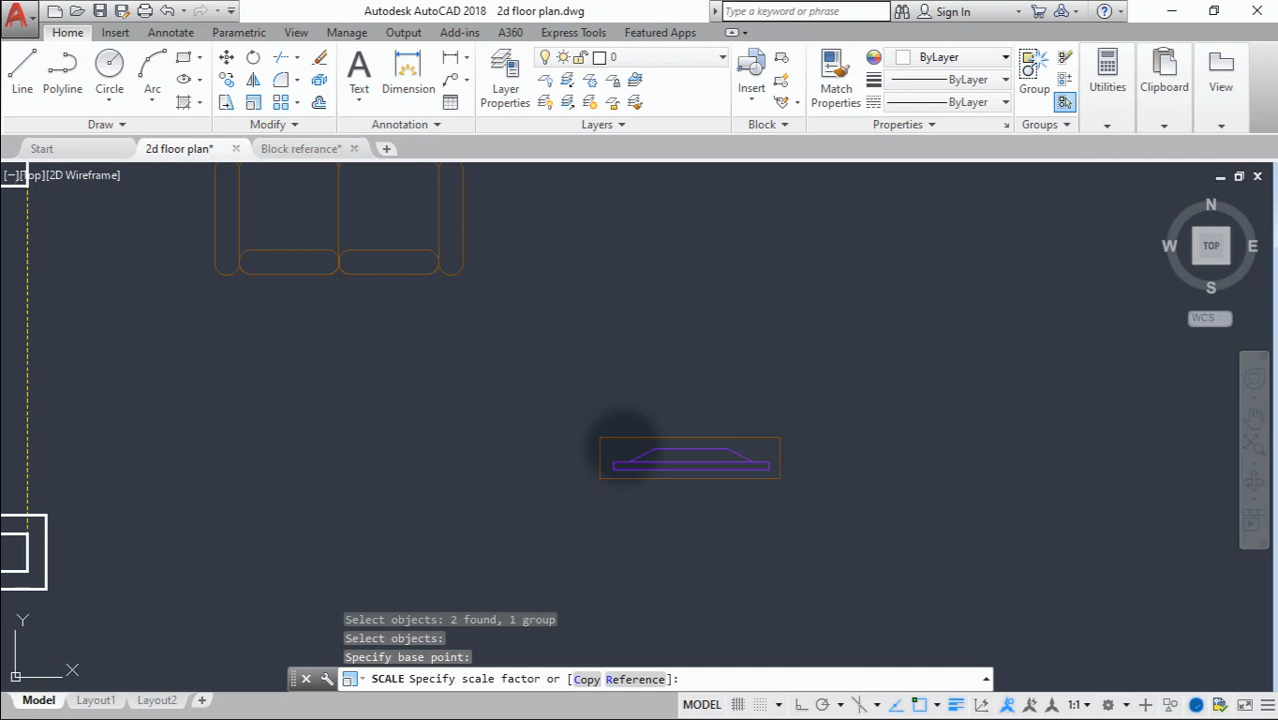 Autodesk AutoCAD 2018 2d floor plan.dwg
Type a keyword or phrase
Sign In
Home Insert Annotate Parametric View Manage Output Add-ins A360 Express Tools Featured Apps
Line Polyline Circle Arc
Text Dimension
Layer Properties
0
Insert
Match Properties
ByLayer
ByLayer
ByLayer
Group
Utilities
Clipboard
View
Draw Modify Annotation Layers Block Properties Groups
Start 2d floor plan* Block referance*
[−][Top][2D Wireframe]
N
W TOP E
S
WCS
Y
X
Select objects: 2 found, 1 group
Select objects:
Specify base point:
SCALE Specify scale factor or [Copy Reference]:
Model Layout1 Layout2
MODEL
1:1